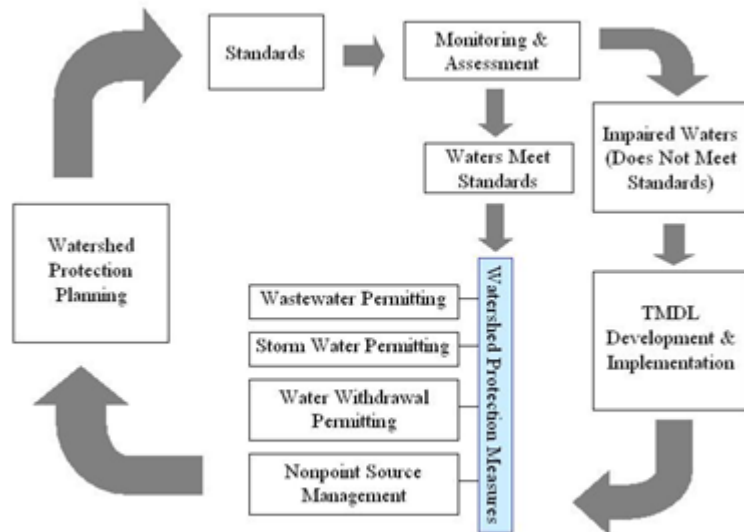 Standards
Monitoring &
Assessment
Impaired Waters
(Does Not Meet
Standards)
Waters Meet
Standards
Watershed
Protection
Planning
Watershed Protection Measures
Wastewater Permitting
Storm Water Permitting
Water Withdrawal
Permitting
Nonpoint Source
Management
TMDL
Development &
Implementation